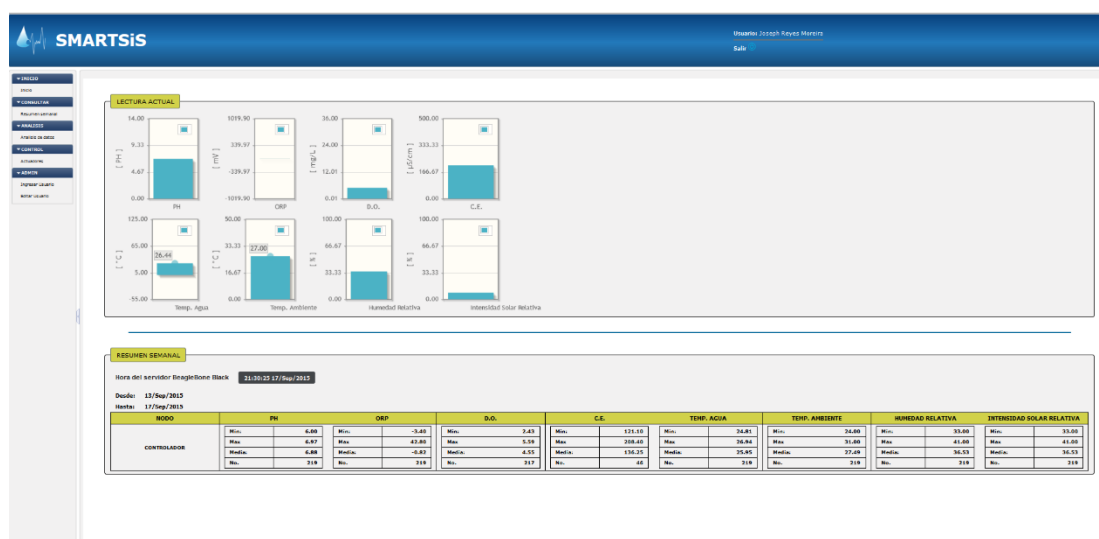 SMARTSiS
Usuario: Joseph Reyes Moreira
Salir
INICIO
Inicio
CONSULTAR
Resumen semanal
ANALISIS
Analisis de datos
CONTROL
Actuadores
ADMIN
Ingresar usuario
LECTURA ACTUAL
14.00
9.33
4.67
0.00
[ PH ]
PH
1019.90
339.97
-339.97
-1019.90
[ mV ]
ORP
36.00
24.00
12.01
0.01
[ mg/L ]
D.O.
500.00
333.33
166.67
0.00
[ µS/cm ]
C.E.
125.00
65.00
5.00
-55.00
[ °C ]
26.44
Temp. Agua
50.00
33.33
16.67
0.00
[ °C ]
27.00
Temp. Ambiente
100.00
66.67
33.33
0.00
[ % ]
Humedad Relativa
100.00
66.67
33.33
0.00
[ % ]
Intensidad Solar Relativa
RESUMEN SEMANAL
Hora del servidor BeagleBone Black 21:30:25 17/Sep/2015
Desde: 13/Sep/2015
Hasta: 17/Sep/2015
NODO PH ORP D.O. C.E. TEMP. AGUA TEMP. AMBIENTE HUMEDAD RELATIVA INTENSIDAD SOLAR RELATIVA
CONTROLADOR
Min: 6.00 Min: -3.40 Min: 2.43 Min: 121.10 Min: 24.81 Min: 24.00 Min: 33.00 Min: 33.00
Max 6.97 Max 42.80 Max 5.59 Max 208.40 Max 26.94 Max 31.00 Max 41.00 Max 41.00
Media: 6.88 Media: -0.82 Media: 4.55 Media: 136.25 Media: 25.95 Media: 27.49 Media: 36.53 Media: 36.53
No. 219 No. 219 No. 217 No. 46 No. 219 No. 219 No. 219 No. 219